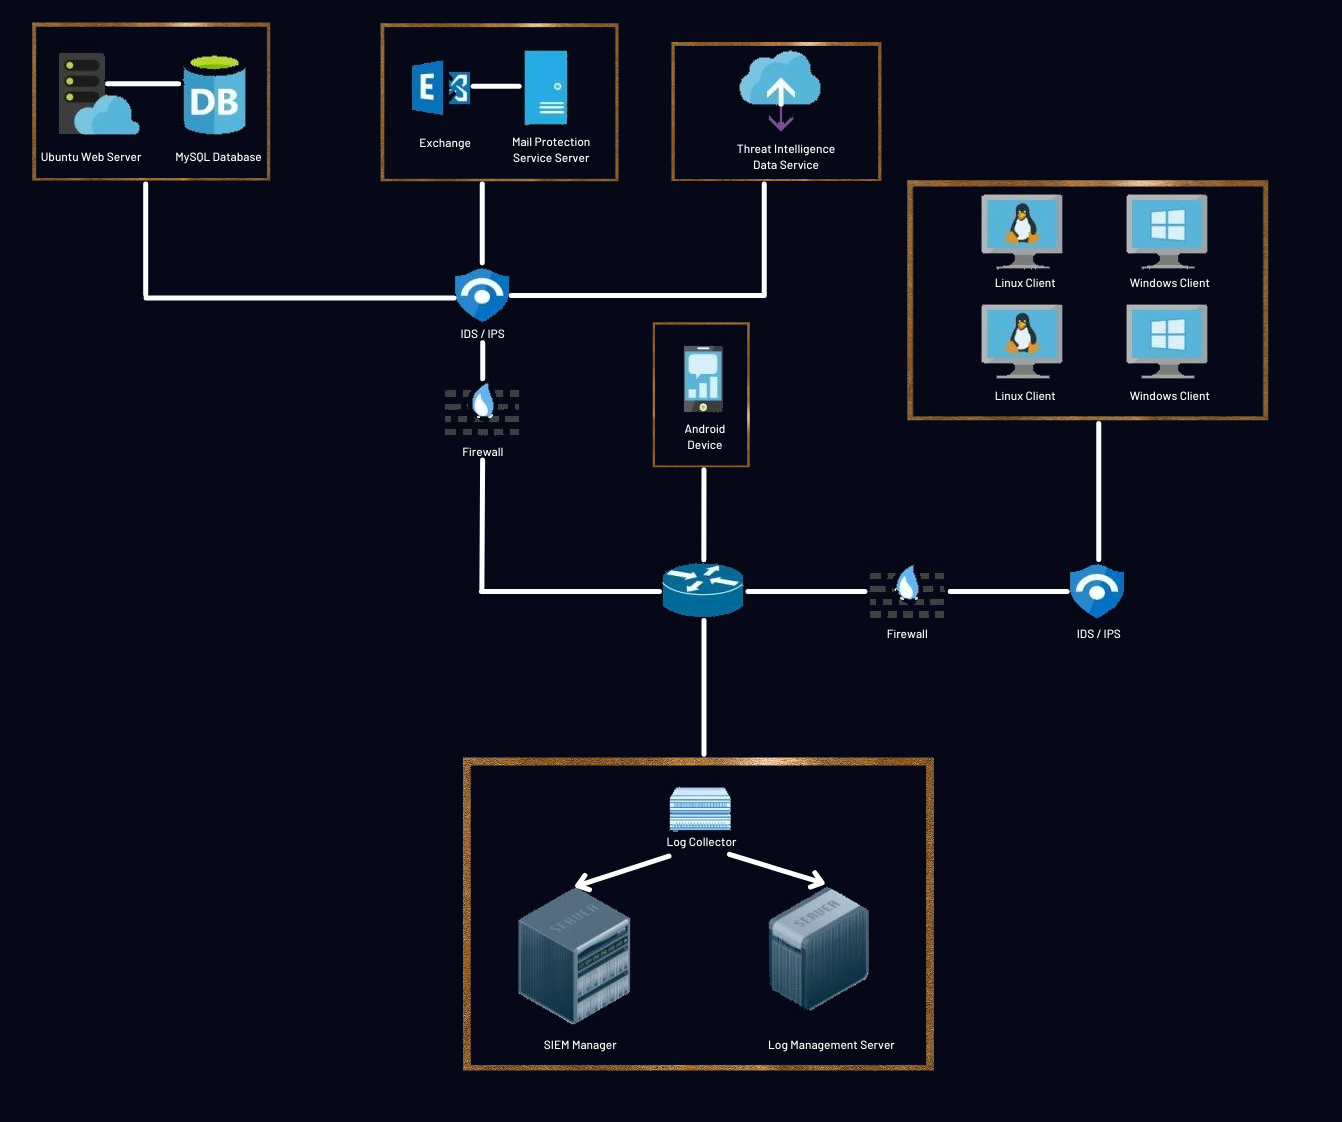 DB
Ubuntu Web Server
MySQL Database
E
Exchange
Mail Protection
Service Server
Threat Intelligence
Data Service
Linux Client
Windows Client
Linux Client
Windows Client
IDS / IPS
Firewall
Android
Device
Firewall
IDS / IPS
Log Collector
SERVER
SERVER
SIEM Manager
Log Management Server